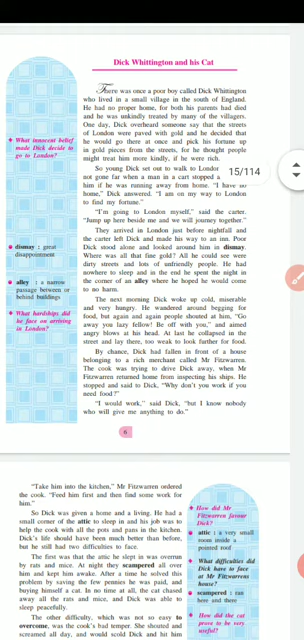 Dick Whittington and his Cat
There was once a poor boy called Dick Whittington
who lived in a small village in the south of England.
He had no proper home, for both his parents had died
and he was unkindly treated by many of the villagers.
One day, Dick overheard someone say that the streets
of London were paved with gold and he decided that
he would go there at once and pick his fortune up
in gold pieces from the streets, for he thought people
might treat him more kindly, if he were rich.
So young Dick set out to walk to London
not gone far when a man in a cart stopped a
him if he was running away from home. "I have no
home," Dick answered. "I am on my way to London
to find my fortune."
"I'm going to London myself," said the carter.
"Jump up here beside me and we will journey together."
They arrived in London just before nightfall and
the carter left Dick and made his way to an inn. Poor
Dick stood alone and looked around him in dismay.
Where was all that fine gold? All he could see were
dirty streets and lots of unfriendly people. He had
nowhere to sleep and in the end he spent the night in
the corner of an alley where he hoped he would come
to no harm.
The next morning Dick woke up cold, miserable
and very hungry. He wandered around begging for
food, but again and again people shouted at him, "Go
away you lazy fellow! Be off with you," and aimed
angry blows at his head. At last he collapsed in the
street and lay there, too weak to look further for food.
By chance, Dick had fallen in front of a house
belonging to a rich merchant called Mr Fitzwarren.
The cook was trying to drive Dick away, when Mr
Fitzwarren returned home from inspecting his ships. He
stopped and said to Dick, "Why don't you work if you
need food?"
"I would work," said Dick, "but I know nobody
who will give me anything to do."
What innocent belief
made Dick decide to
go to London?
dismay : great
disappointment
alley : a narrow
passage between or
behind buildings
What hardships did
he face on arriving
in London?
15/114
6
"Take him into the kitchen," Mr Fitzwarren ordered
the cook. "Feed him first and then find some work for
him."
So Dick was given a home and a living. He had a
small corner of the attic to sleep in and his job was to
help the cook with all the pots and pans in the kitchen.
Dick's life should have been much better than before,
but he still had two difficulties to face.
The first was that the attic he slept in was overrun
by rats and mice. At night they scampered all over
him and kept him awake. After a time he solved this
problem by saving the few pennies he was paid, and
buying himself a cat. In no time at all, the cat had
chased away all the rats and mice, and Dick was able
to sleep peacefully.
The other difficulty, which was not so easy to
overcome, was the cook's bad temper. She shouted and
screamed all day, and would scold Dick and hit him
How did Mr
Fitzwarren favour
Dick?
attic : a very small
room inside a
pointed roof
What difficulties did
Dick have to face
at Mr Fitzwarrens
house?
scampered : ran
here and there
How did the cat
prove to be very
useful?